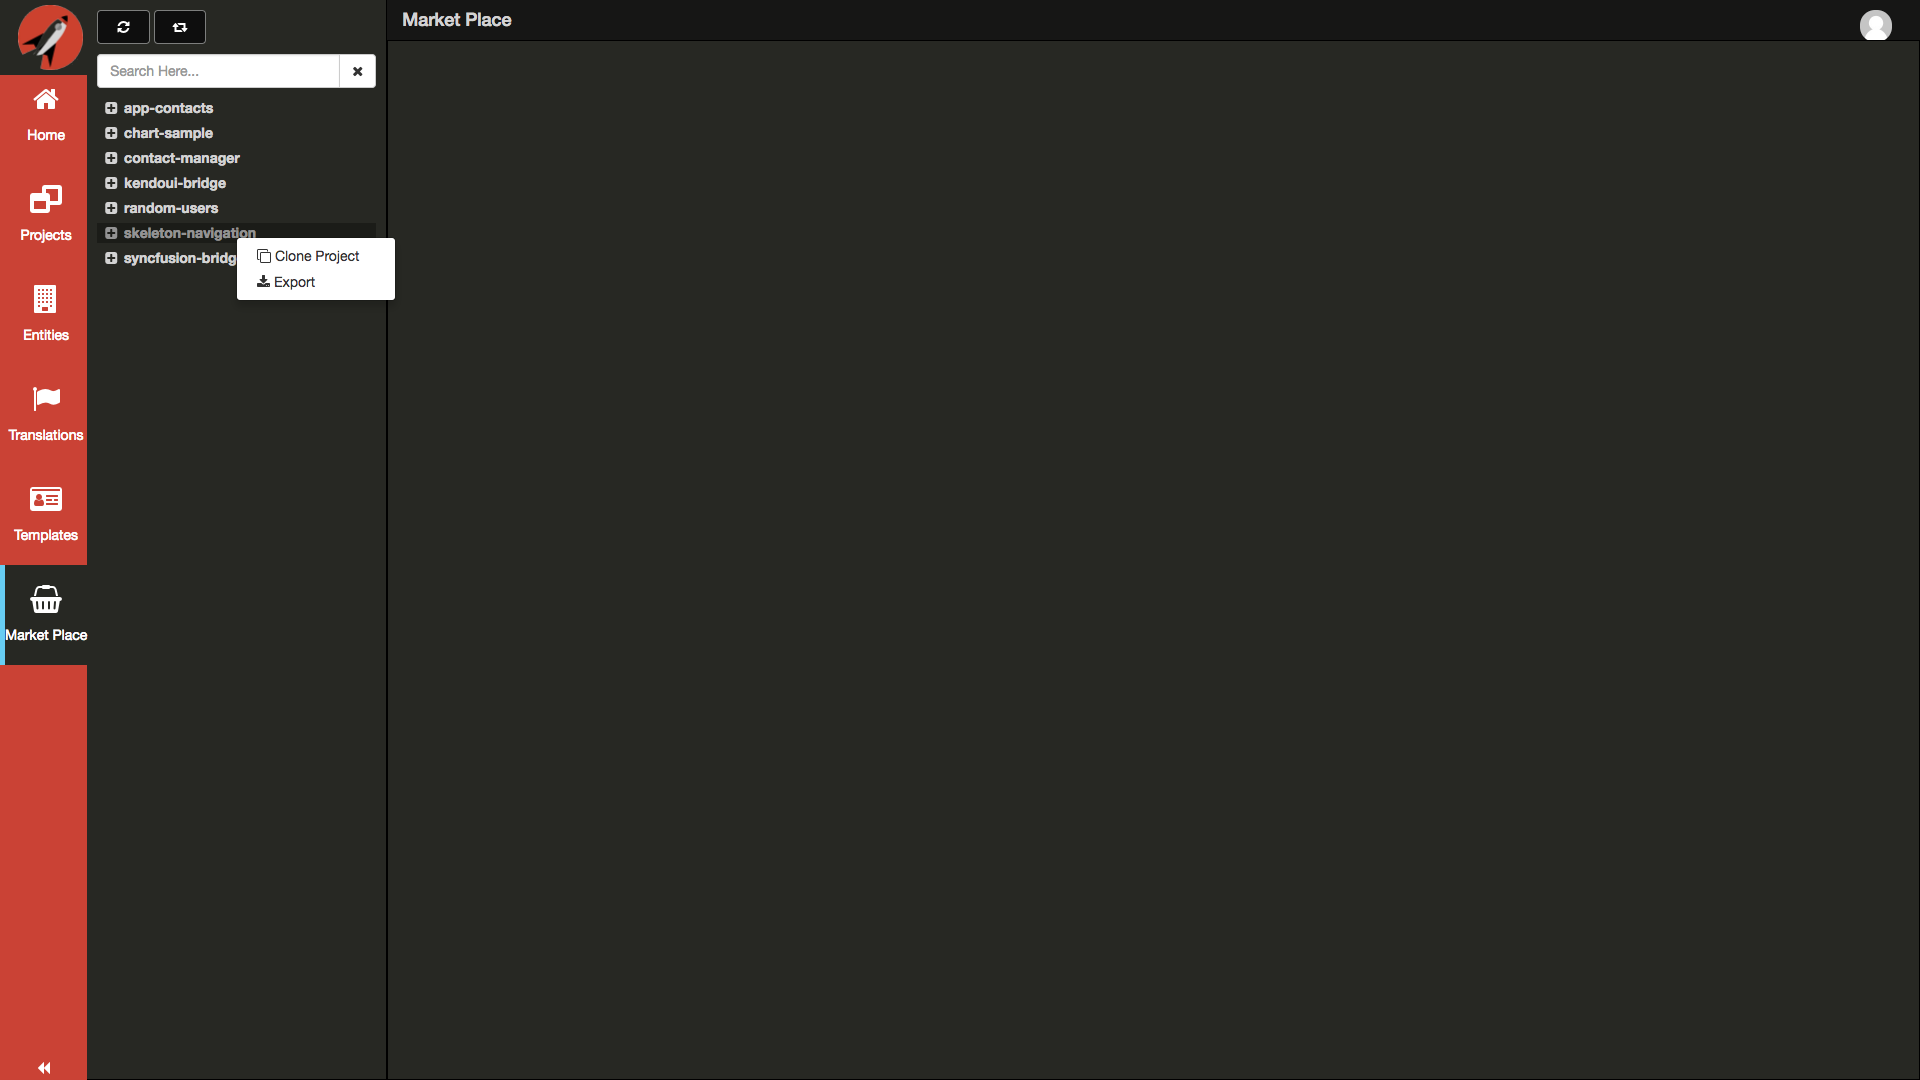 Market Place
Search Here...
app-contacts
chart-sample
contact-manager
kendoui-bridge
random-users
skeleton-navigation
syncfusion-bridg
Clone Project
Export
Home
Projects
Entities
Translations
Templates
Market Place